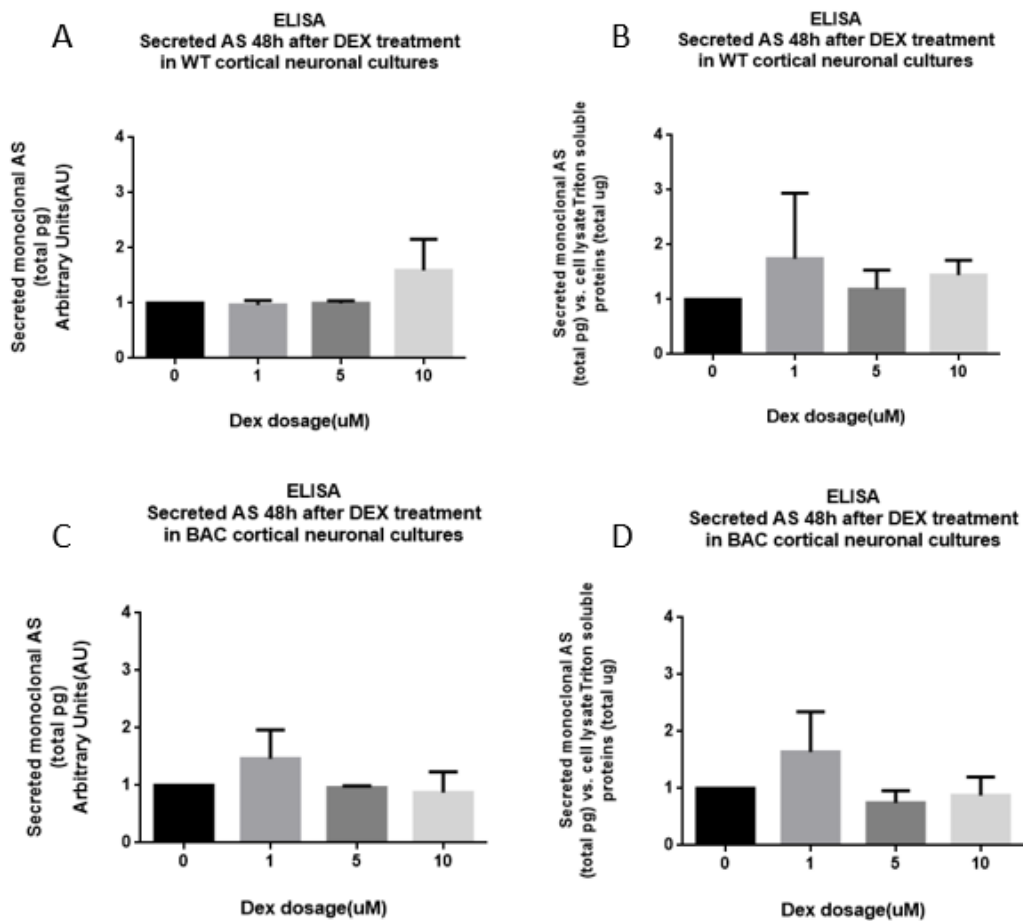 A
ELISA
Secreted AS 48h after DEX treatment
in WT cortical neuronal cultures
Secreted monoclonal AS
(total pg)
Arbitrary Units(AU)
4
3
2
1
0
0 1 5 10
Dex dosage(uM)
B
ELISA
Secreted AS 48h after DEX treatment
in WT cortical neuronal cultures
Secreted monoclonal AS
(total pg) vs. cell lysateTriton soluble
proteins (total ug)
4
3
2
1
0
0 1 5 10
Dex dosage(uM)
C
ELISA
Secreted AS 48h after DEX treatment
in BAC cortical neuronal cultures
Secreted monoclonal AS
(total pg)
Arbitrary Units(AU)
4
3
2
1
0
0 1 5 10
Dex dosage(uM)
D
ELISA
Secreted AS 48h after DEX treatment
in BAC cortical neuronal cultures
Secreted monoclonal AS
(total pg) vs. cell lysateTriton soluble
proteins (total ug)
4
3
2
1
0
0 1 5 10
Dex dosage(uM)